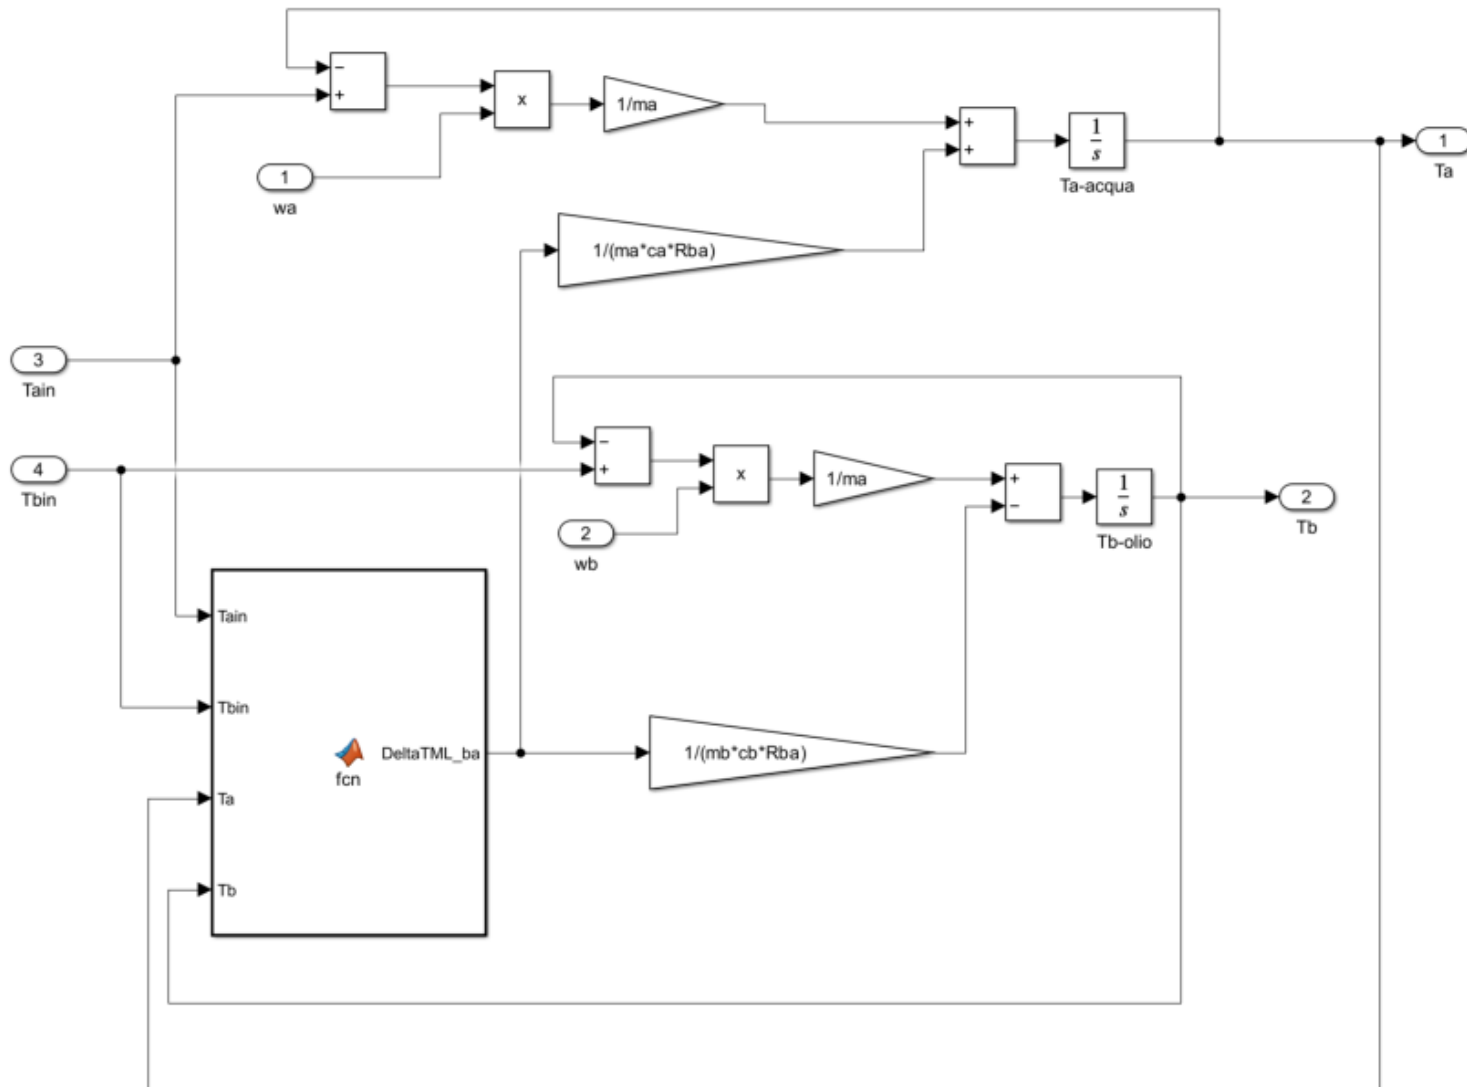 −
+
x
1/ma
+
+
1
s
Ta-acqua
1
Ta
1
wa
1/(ma*ca*Rba)
3
Tain
4
Tbin
−
+
x
1/ma
+
−
1
s
Tb-olio
2
Tb
2
wb
Tain
Tbin
DeltaTML_ba
fcn
1/(mb*cb*Rba)
Ta
Tb